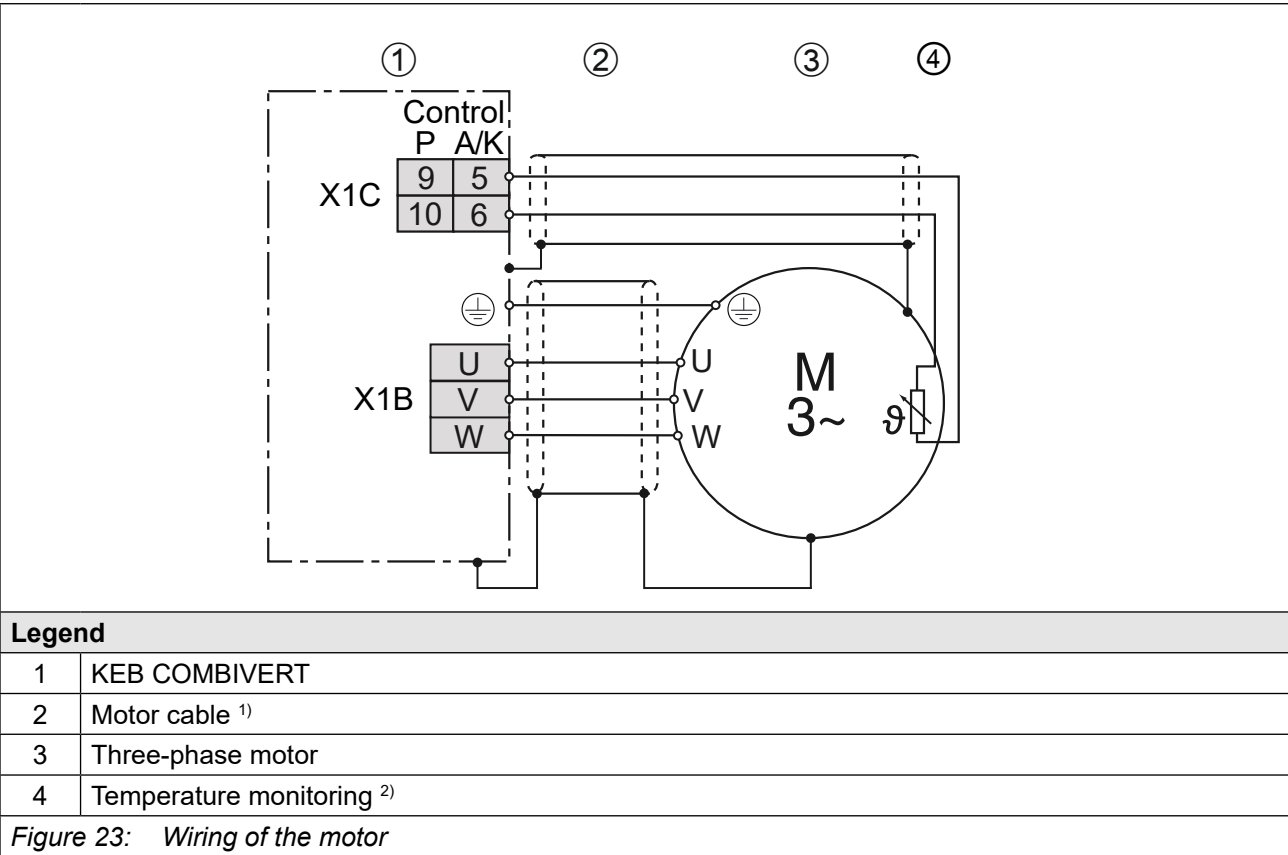 ① ② ③ ④
Control
P A/K
X1C 9 5
10 6
U U
X1B V V
W W
M
3~
ϑ
Legend
1 KEB COMBIVERT
2 Motor cable 1)
3 Three-phase motor
4 Temperature monitoring 2)
Figure 23: Wiring of the motor